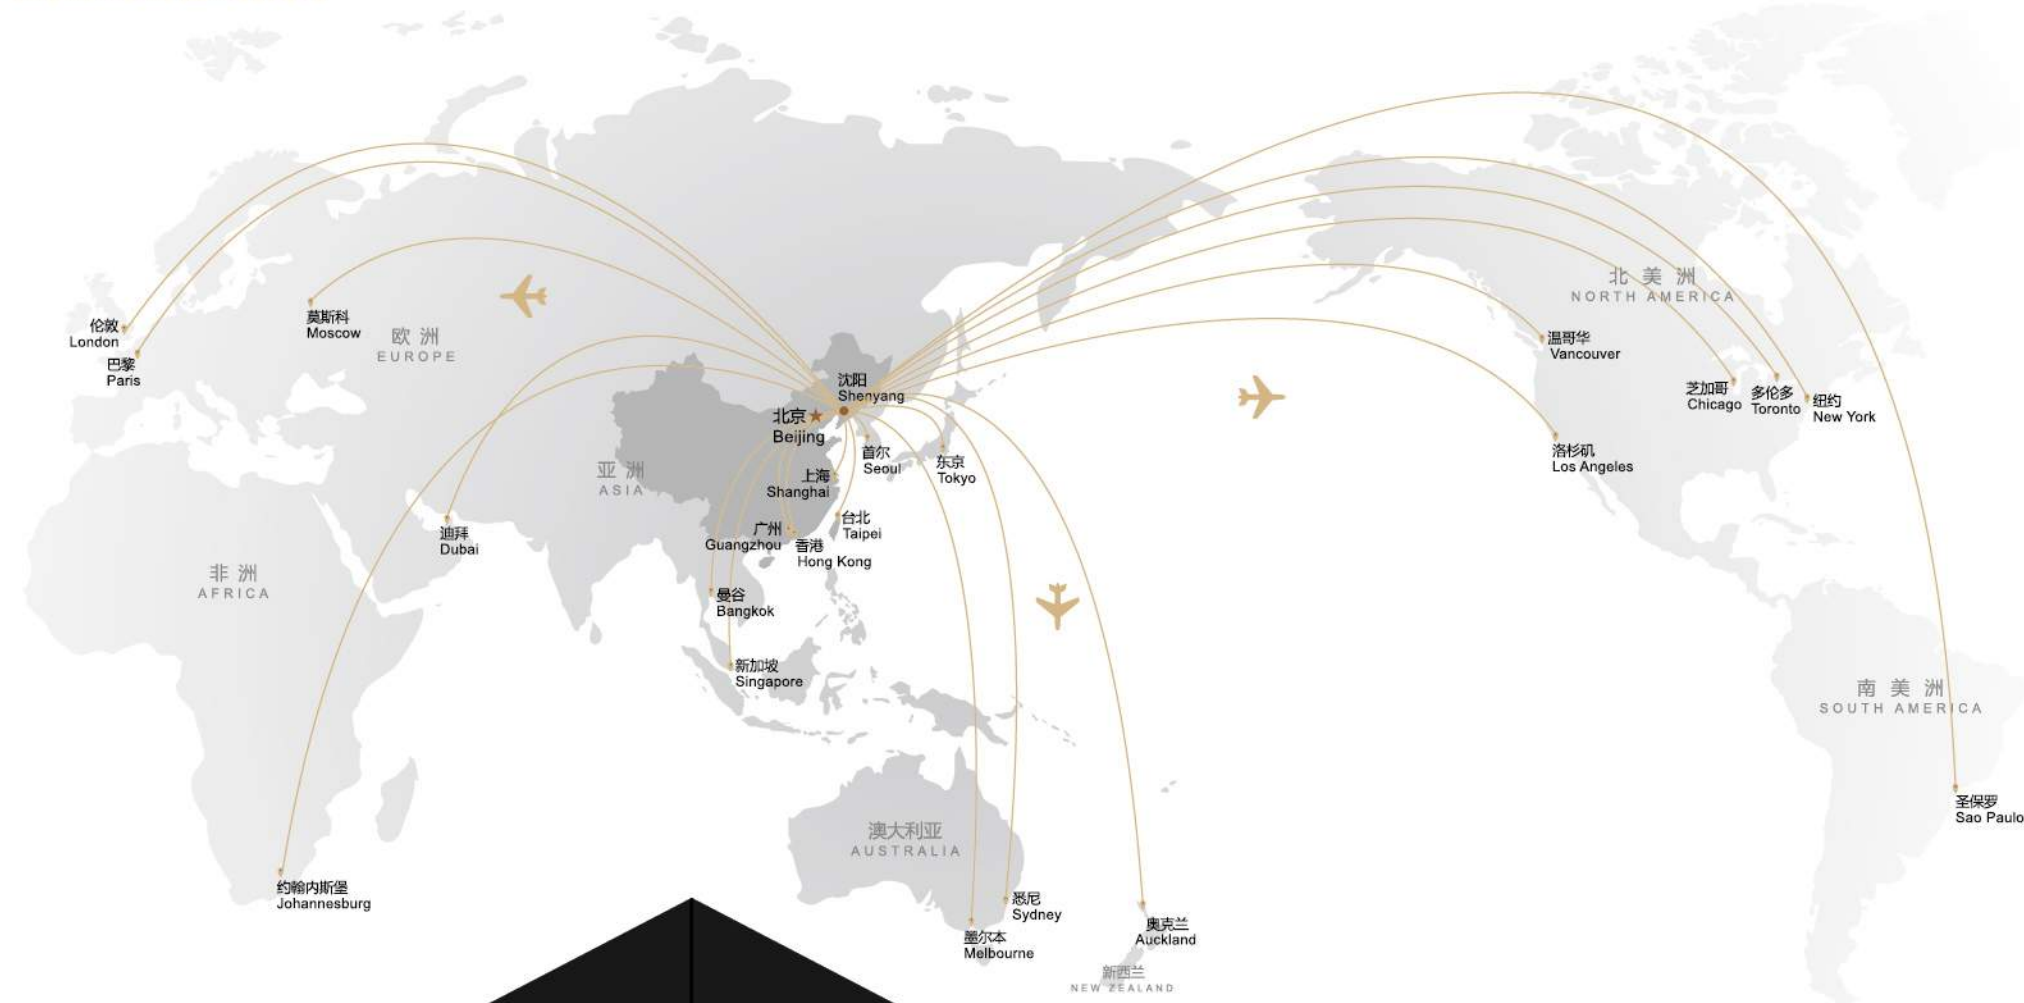 北 美 洲
NORTH AMERICA
伦敦
London
莫斯科
Moscow
欧 洲
EUROPE
巴黎
Paris
温哥华
Vancouver
沈阳
Shenyang
北京
Beijing
芝加哥
Chicago
多伦多
Toronto
纽约
New York
首尔
Seoul
东京
Tokyo
洛杉矶
Los Angeles
亚 洲
ASIA
上海
Shanghai
迪拜
Dubai
广州
Guangzhou
台北
Taipei
香港
Hong Kong
非 洲
AFRICA
曼谷
Bangkok
新加坡
Singapore
南 美 洲
SOUTH AMERICA
圣保罗
Sao Paulo
澳大利亚
AUSTRALIA
约翰内斯堡
Johannesburg
悉尼
Sydney
墨尔本
Melbourne
奥克兰
Auckland
新西兰
NEW ZEALAND